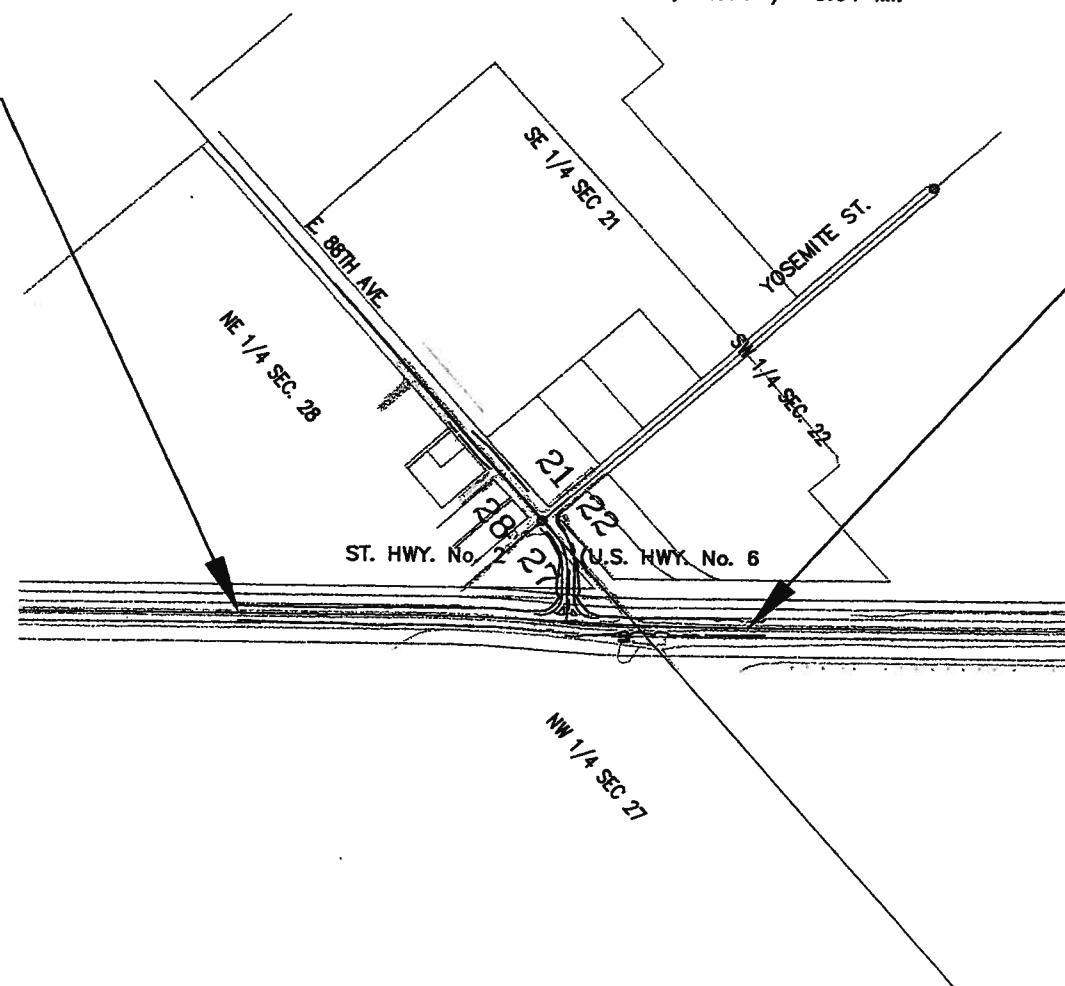 SE 1/4 SEC 21
YOSEMITE ST.
E. 88TH AVE.
NE 1/4 SEC. 28
SW 1/4 SEC. 22
21
22
28
27
ST. HWY. No. 2
U.S. HWY. No. 6
NW 1/4 SEC 27